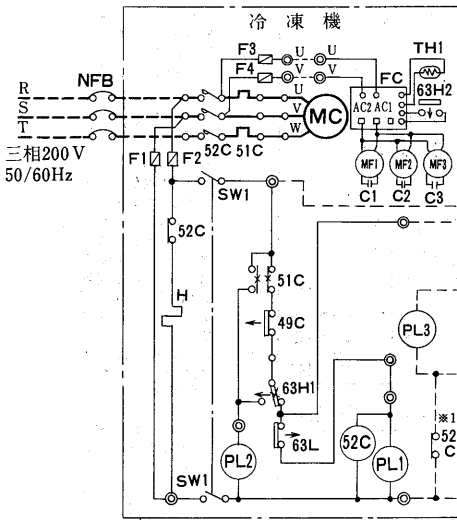 冷凍機
F3 U U
F4 V V
TH1
63H2
NFB
R
S
T
U
V
W
MC
FC
AC2 AC1
三相200V
50/60Hz
F1 F2
52C 51C
MF1 MF2 MF3
C1 C2 C3
SW1
52C
51C
H
49C
PL3
63H1
63L
※1
52
C
PL2
52C
PL1
SW1